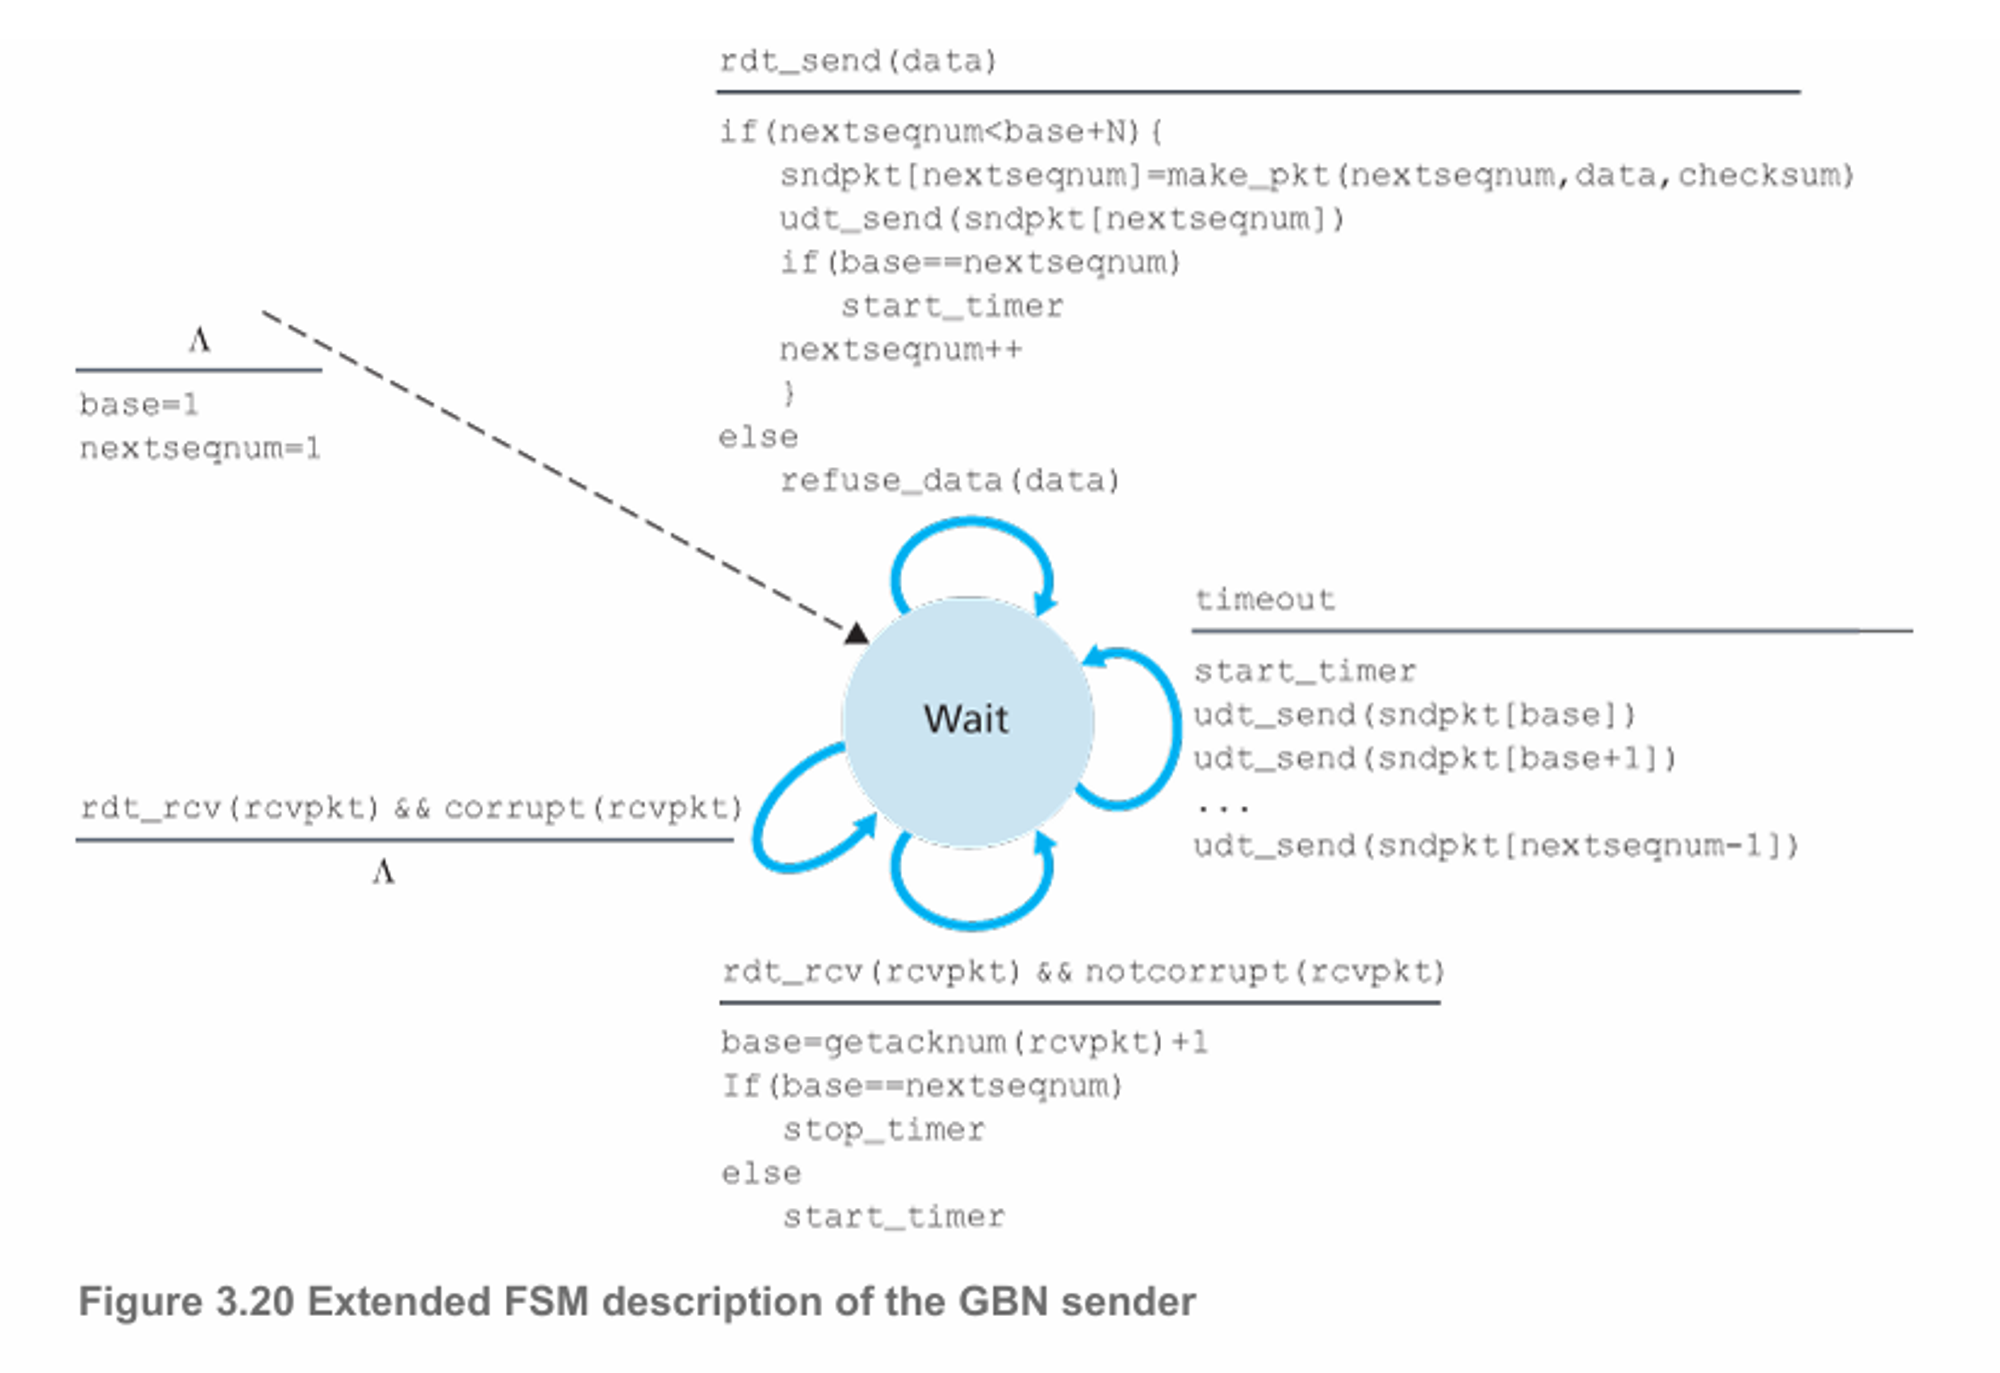 rdt_send(data)
if(nextseqnum<base+N){
sndpkt[nextseqnum]=make_pkt(nextseqnum,data,checksum)
udt_send(sndpkt[nextseqnum])
if(base==nextseqnum)
start_timer
nextseqnum++
}
else
refuse_data(data)
Λ
base=1
nextseqnum=1
Wait
timeout
start_timer
udt_send(sndpkt[base])
udt_send(sndpkt[base+1])
...
udt_send(sndpkt[nextseqnum-1])
rdt_rcv(rcvpkt) && corrupt(rcvpkt)
Λ
rdt_rcv(rcvpkt) && notcorrupt(rcvpkt)
base=getacknum(rcvpkt)+1
If(base==nextseqnum)
stop_timer
else
start_timer
Figure 3.20 Extended FSM description of the GBN sender